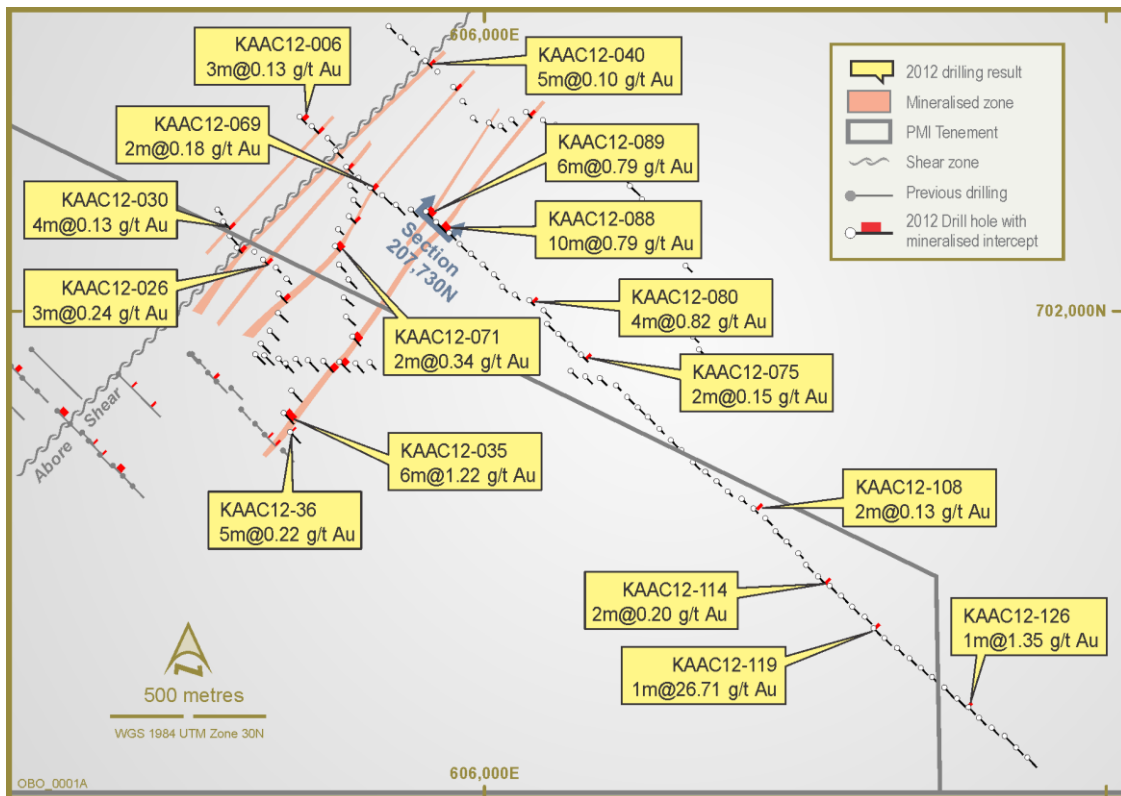 606,000E
KAAC12-006
3m@0.13 g/t Au
KAAC12-040
5m@0.10 g/t Au
2012 drilling result
Mineralised zone
PMI Tenement
Shear zone
Previous drilling
2012 Drill hole with
mineralised intercept
KAAC12-069
2m@0.18 g/t Au
KAAC12-089
6m@0.79 g/t Au
KAAC12-030
4m@0.13 g/t Au
KAAC12-088
10m@0.79 g/t Au
Section
207,730N
KAAC12-026
3m@0.24 g/t Au
KAAC12-080
4m@0.82 g/t Au
702,000N
KAAC12-071
2m@0.34 g/t Au
KAAC12-075
2m@0.15 g/t Au
Abore Shear
KAAC12-035
6m@1.22 g/t Au
KAAC12-36
5m@0.22 g/t Au
KAAC12-108
2m@0.13 g/t Au
KAAC12-114
2m@0.20 g/t Au
KAAC12-126
1m@1.35 g/t Au
KAAC12-119
1m@26.71 g/t Au
N
500 metres
WGS 1984 UTM Zone 30N
OBO_0001A
606,000E